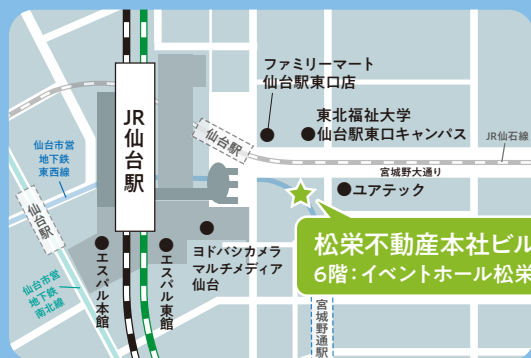 ファミリーマート
仙台駅東口店
東北福祉大学
仙台駅東口キャンパス
JR仙台駅
仙台駅
JR仙石線
仙台市営
地下鉄
東西線
宮城野大通り
ユアテック
仙台駅
松栄不動産本社ビル
6階：イベントホール松栄
ヨドバシカメラ
マルチメディア
仙台
エスパル本館
エスパル東館
仙台市営
地下鉄
南北線
宮城野通駅